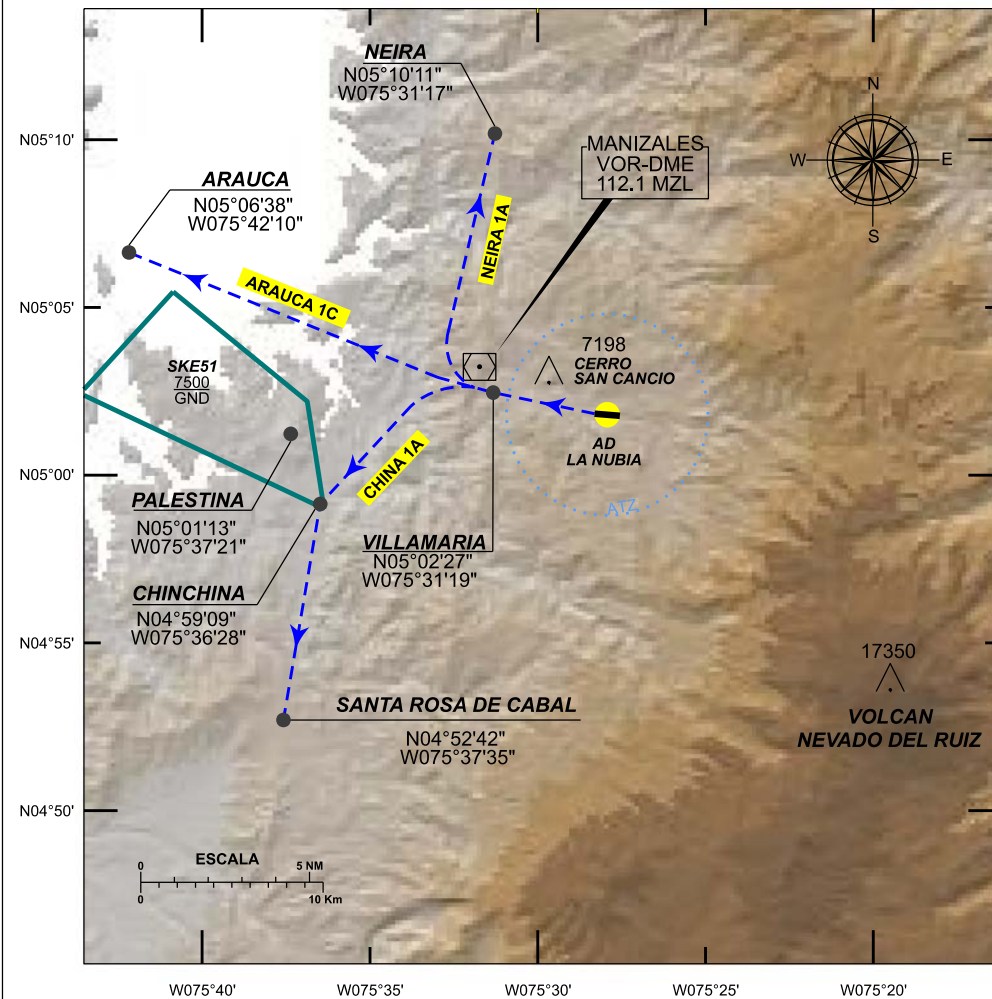 NEIRA
N05°10'11"
W075°31'17"
N05°10'
MANIZALES
VOR-DME
112.1 MZL
N
W
E
S
ARAUCA
N05°06'38"
W075°42'10"
NEIRA 1A
ARAUCA 1C
N05°05'
7198
CERRO
SAN CANCIO
SKE51
7500
GND
AD
LA NUBIA
CHINA 1A
N05°00'
ATZ
PALESTINA
N05°01'13"
W075°37'21"
VILLAMARIA
N05°02'27"
W075°31'19"
CHINCHINA
N04°59'09"
W075°36'28"
N04°55'
17350
VOLCAN
NEVADO DEL RUIZ
SANTA ROSA DE CABAL
N04°52'42"
W075°37'35"
N04°50'
ESCALA
0
5 NM
0
10 Km
W075°40'
W075°35'
W075°30'
W075°25'
W075°20'